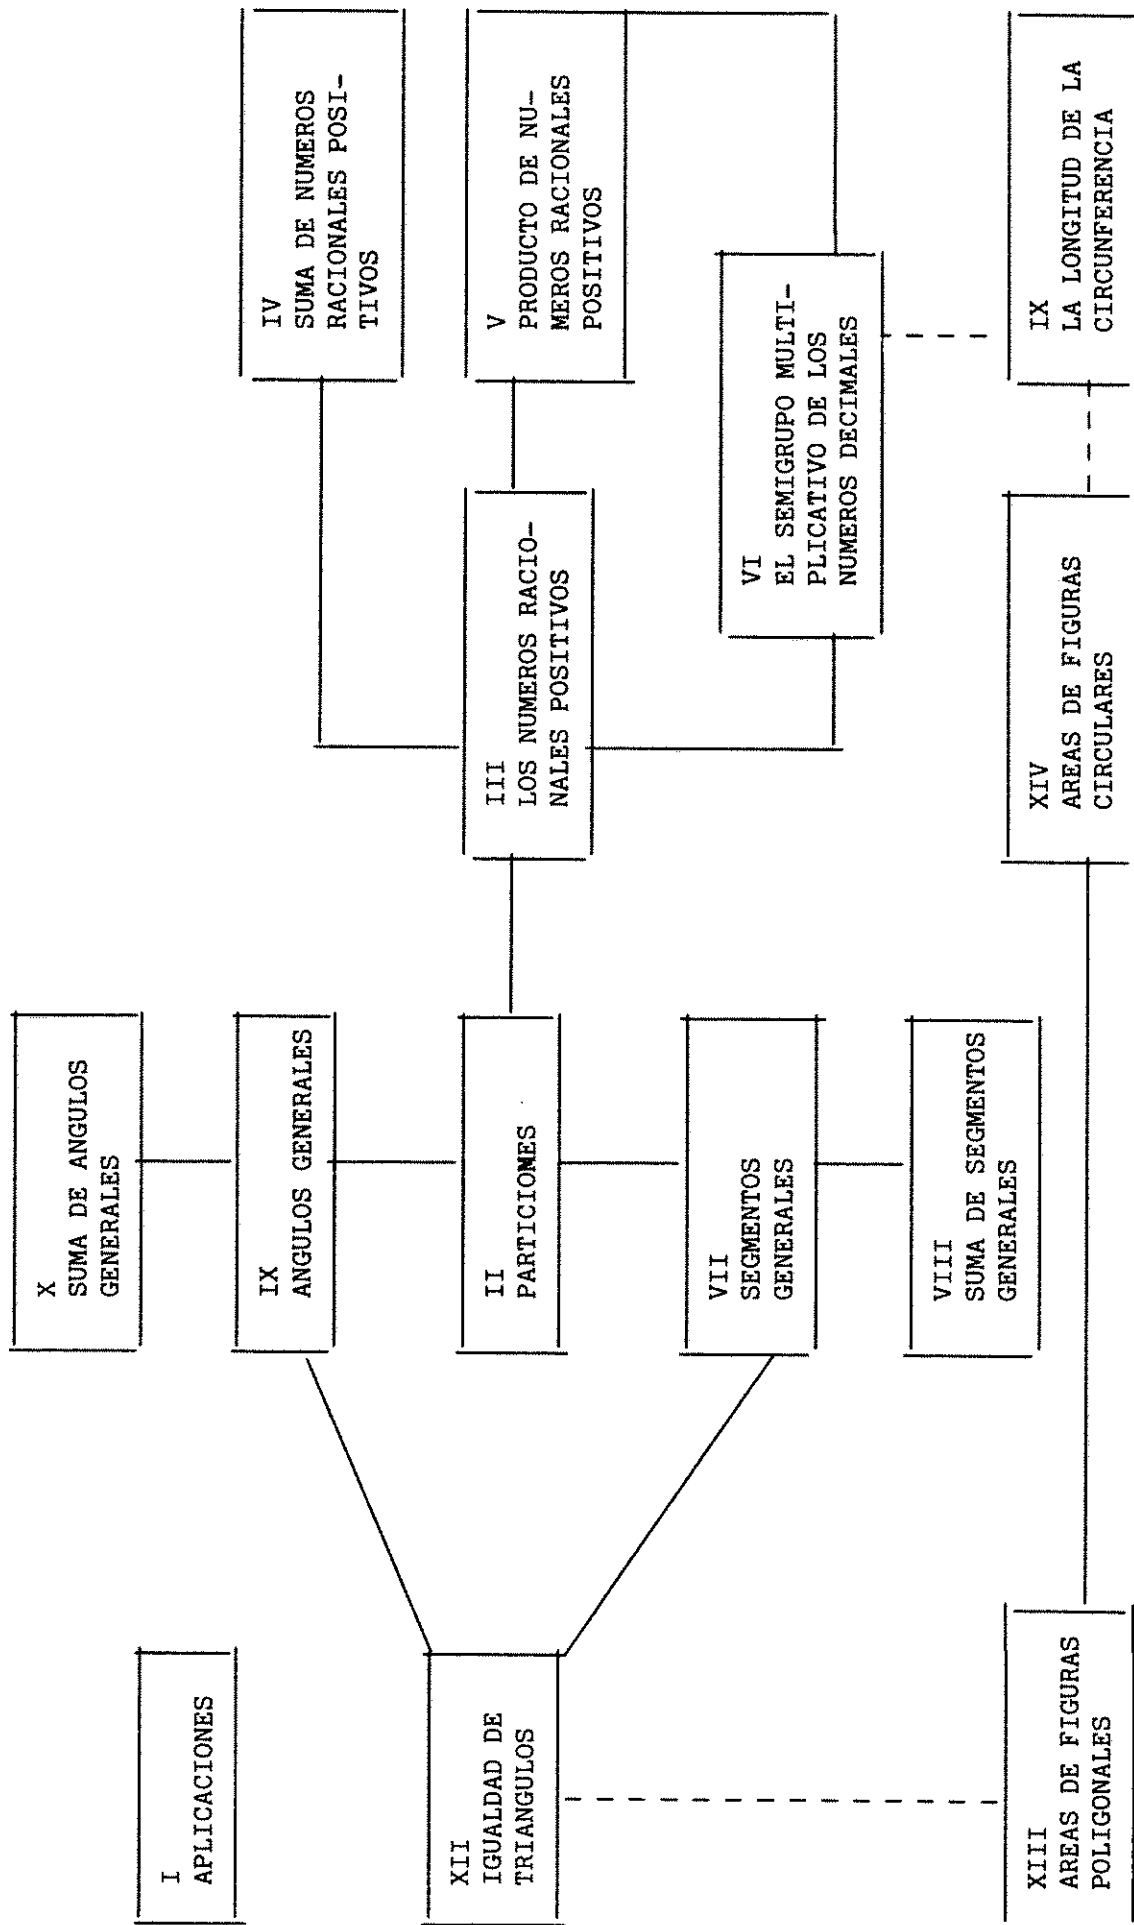 X
SUMA DE ANGULOS
GENERALES
I
APLICACIONES
IX
ANGULOS GENERALES
IV
SUMA DE NUMEROS
RACIONALES POSI-
TIVOS
XII
IGUALDAD DE
TRIANGULOS
II
PARTICIONES
III
LOS NUMEROS RACIO-
NALES POSITIVOS
V
PRODUCTO DE NU-
MEROS RACIONALES
POSITIVOS
VII
SEGMENTOS
GENERALES
VI
EL SEMIGRUPO MULTI-
PLICATIVO DE LOS
NUMEROS DECIMALES
VIII
SUMA DE SEGMENTOS
GENERALES
XIII
AREAS DE FIGURAS
POLIGONALES
XIV
AREAS DE FIGURAS
CIRCULARES
IX
LA LONGITUD DE LA
CIRCUNFERENCIA